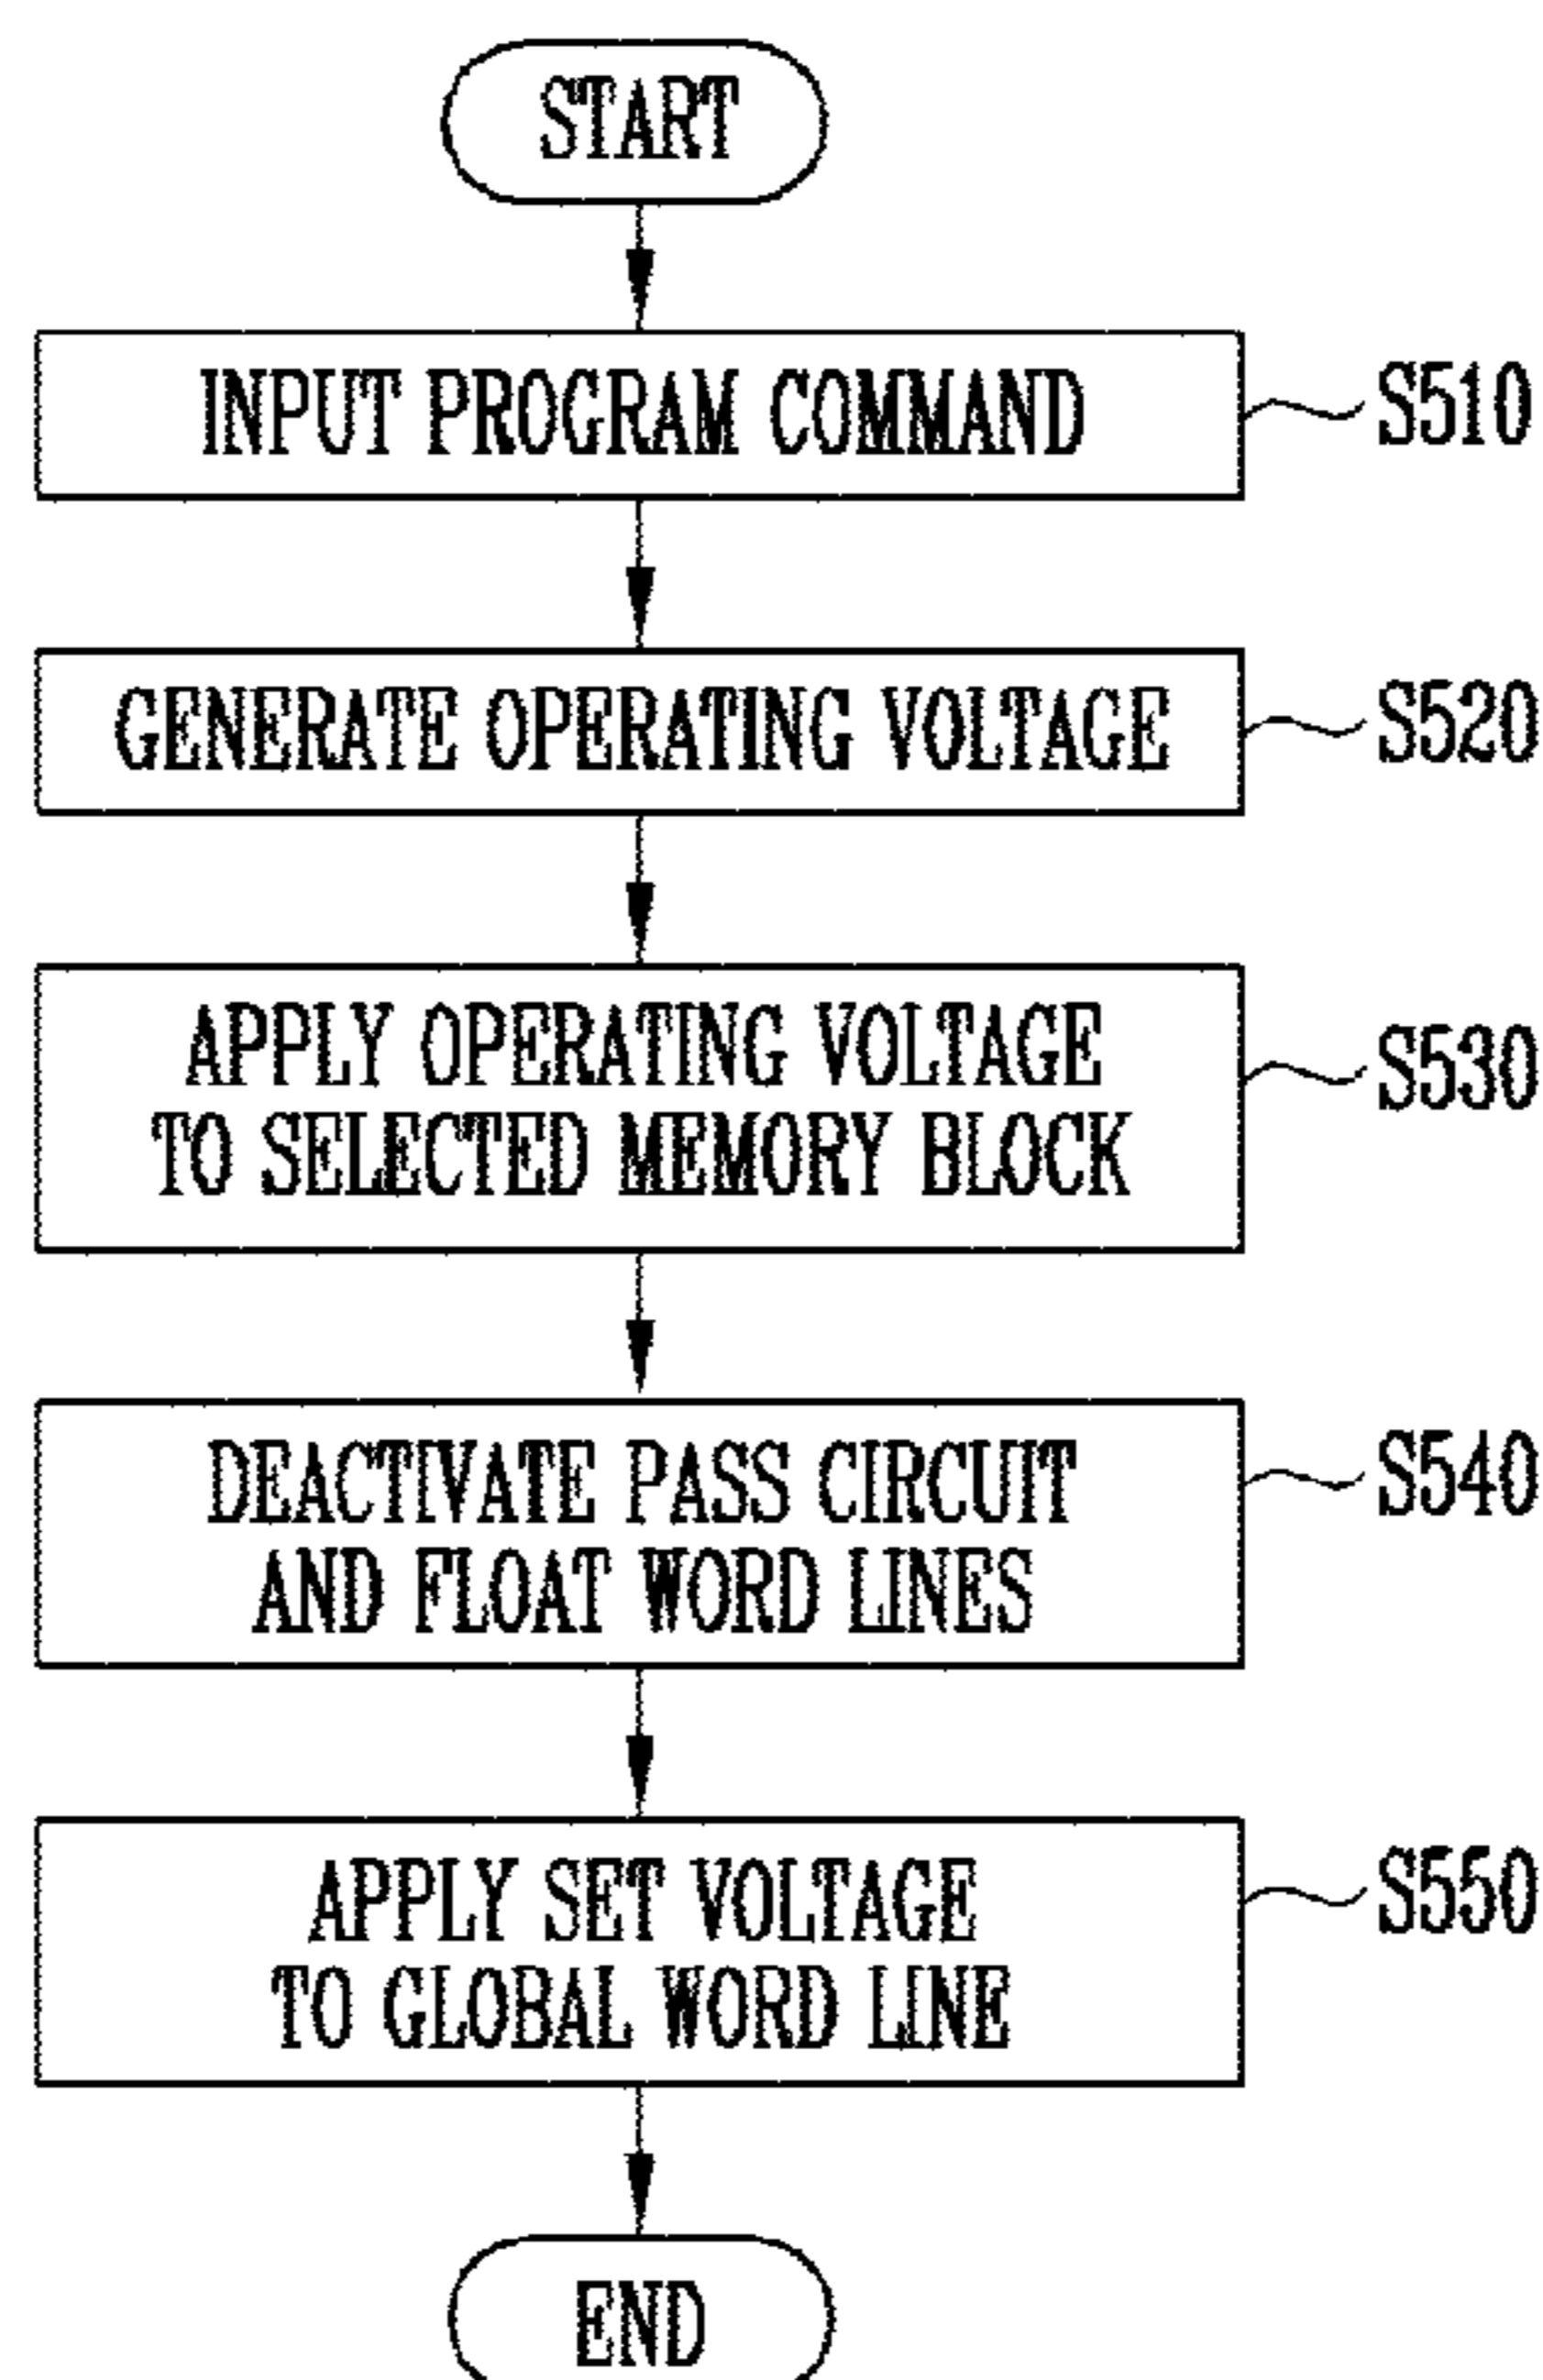 START
INPUT PROGRAM COMMAND
S510
GENERATE OPERATING VOLTAGE
S520
APPLY OPERATING VOLTAGE
TO SELECTED MEMORY BLOCK
S530
DEACTIVATE PASS CIRCUIT
AND FLOAT WORD LINES
S540
APPLY SET VOLTAGE
TO GLOBAL WORD LINE
S550
END